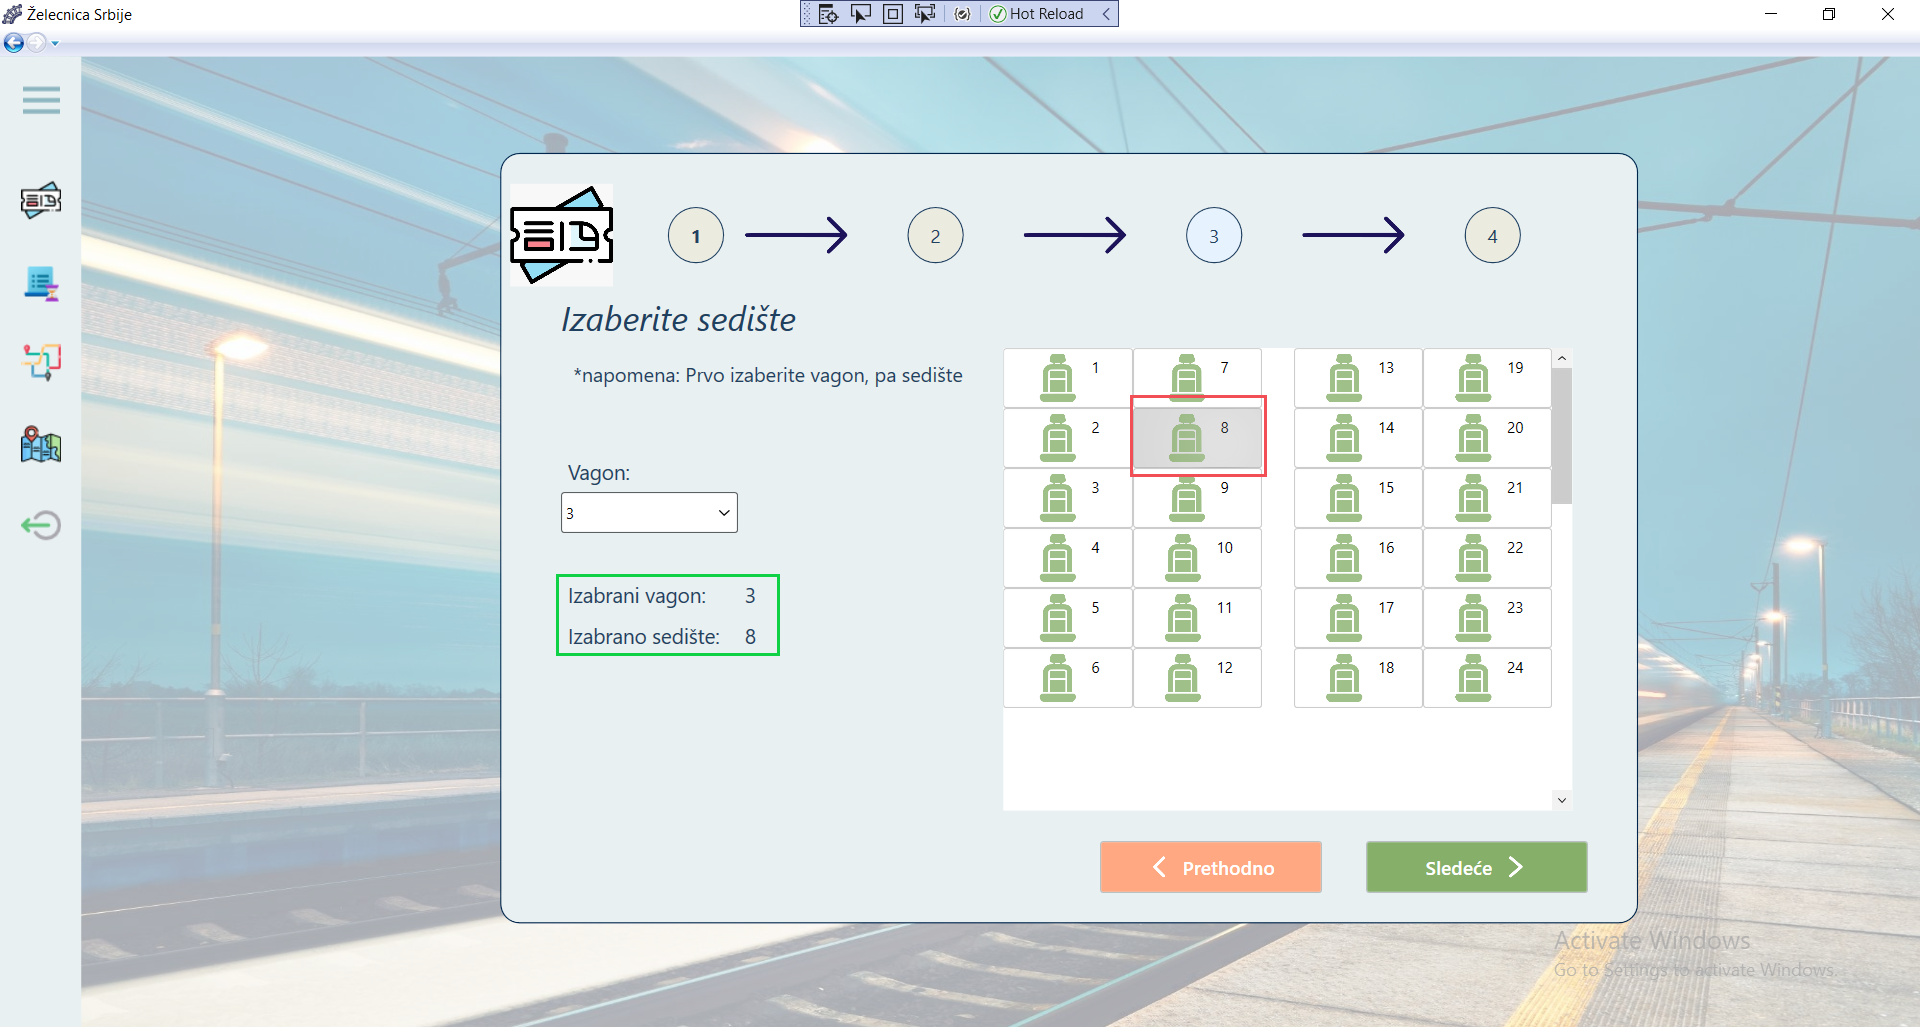 Želecnica Srbije
Hot Reload
1
2
3
4
Izaberite sedište
*napomena: Prvo izaberite vagon, pa sedište
Vagon:
3
Izabrani vagon: 3
Izabrano sedište: 8
1 7 13 19
2 8 14 20
3 9 15 21
4 10 16 22
5 11 17 23
6 12 18 24
Prethodno
Sledeće
Activate Windows
Go to Settings to activate Windows.